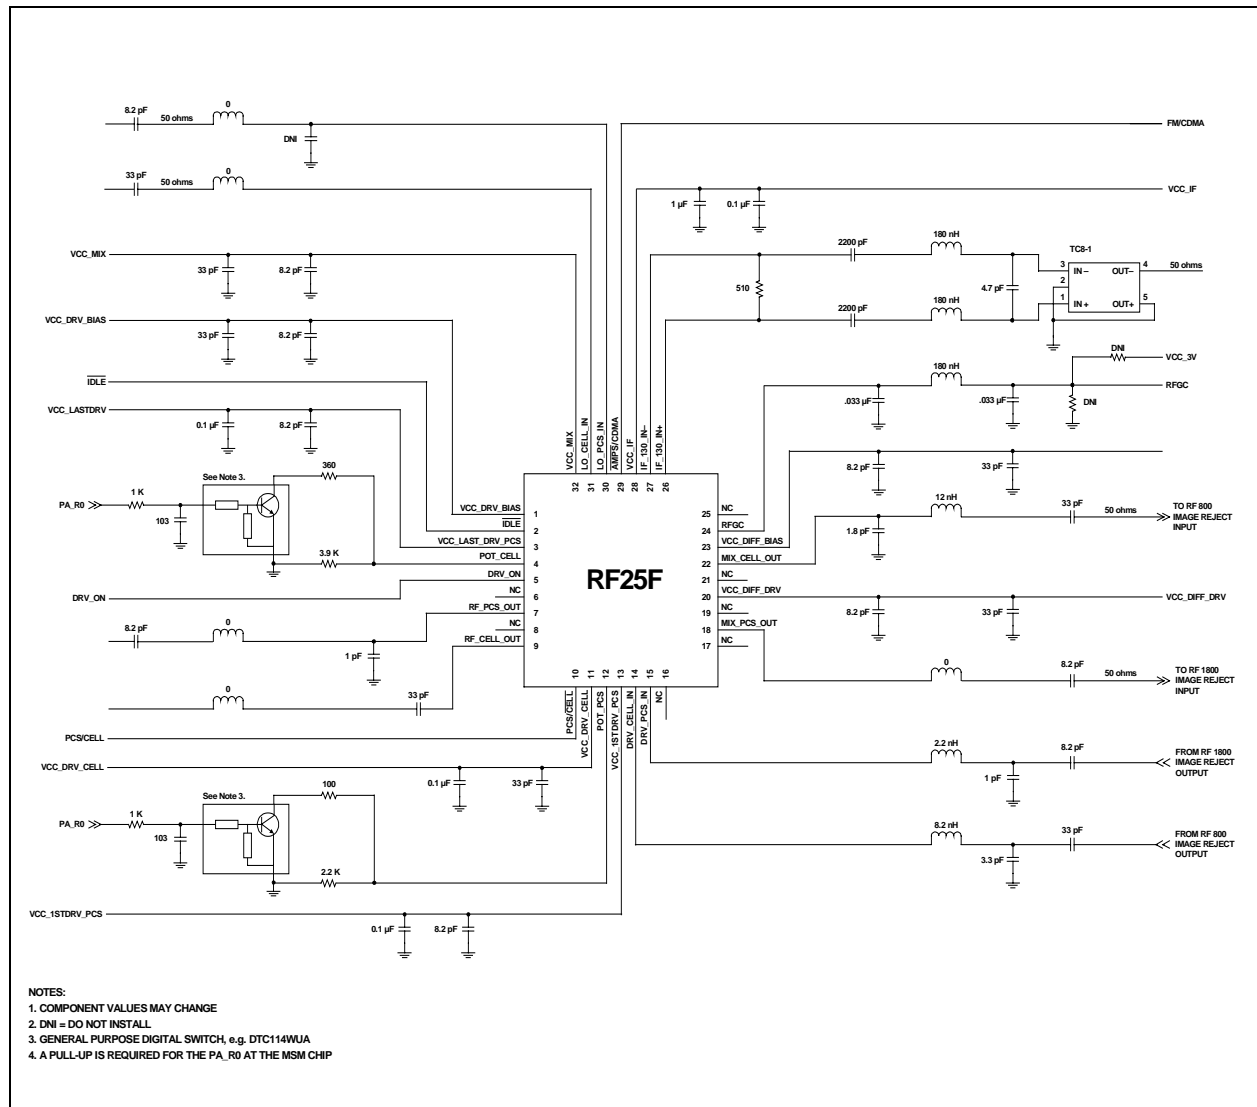 8.2 pF
50 ohms
0
DNI
FM/CDMA
33 pF
50 ohms
0
VCC_IF
1 µF
0.1 µF
VCC_MIX
33 pF
8.2 pF
2200 pF
180 nH
TC8-1
3
IN –
OUT–
4
50 ohms
2
510
4.7 pF
1
IN +
OUT+
5
2200 pF
180 nH
VCC_DRV_BIAS
33 pF
8.2 pF
DNI
VCC_3V
IDLE
180 nH
RFGC
.033 µF
.033 µF
DNI
VCC_LASTDRV
0.1 µF
8.2 pF
VCC_MIX
LO_CELL_IN
LO_PCS_IN
AMPS/CDMA
VCC_IF
IF_130_IN–
IF_130_IN+
32
31
30
29
28
27
26
8.2 pF
33 pF
See Note 3.
360
PA_R0
1 K
103
3.9 K
12 nH
33 pF
50 ohms
1.8 pF
TO RF 800
IMAGE REJECT
INPUT
VCC_DRV_BIAS
1
IDLE
2
VCC_LAST_DRV_PCS
3
POT_CELL
4
DRV_ON
5
NC
6
RF_PCS_OUT
7
NC
8
RF_CELL_OUT
9
RF25F
25
NC
24
RFGC
23
VCC_DIFF_BIAS
22
MIX_CELL_OUT
21
NC
20
VCC_DIFF_DRV
19
NC
18
MIX_PCS_OUT
17
NC
DRV_ON
8.2 pF
33 pF
VCC_DIFF_DRV
8.2 pF
0
1 pF
0
33 pF
0
8.2 pF
50 ohms
TO RF 1800
IMAGE REJECT
INPUT
10
11
12
13
14
15
16
PCS/CELL
VCC_DRV_CELL
POT_PCS
VCC_1STDRV_PCS
DRV_CELL_IN
DRV_PCS_IN
NC
PCS/CELL
VCC_DRV_CELL
0.1 µF
33 pF
2.2 nH
8.2 pF
1 pF
FROM RF 1800
IMAGE REJECT
OUTPUT
See Note 3.
100
PA_R0
1 K
103
2.2 K
8.2 nH
33 pF
3.3 pF
FROM RF 800
IMAGE REJECT
OUTPUT
VCC_1STDRV_PCS
0.1 µF
8.2 pF
NOTES:
1. COMPONENT VALUES MAY CHANGE
2. DNI = DO NOT INSTALL
3. GENERAL PURPOSE DIGITAL SWITCH, e.g. DTC114WUA
4. A PULL-UP IS REQUIRED FOR THE PA_R0 AT THE MSM CHIP